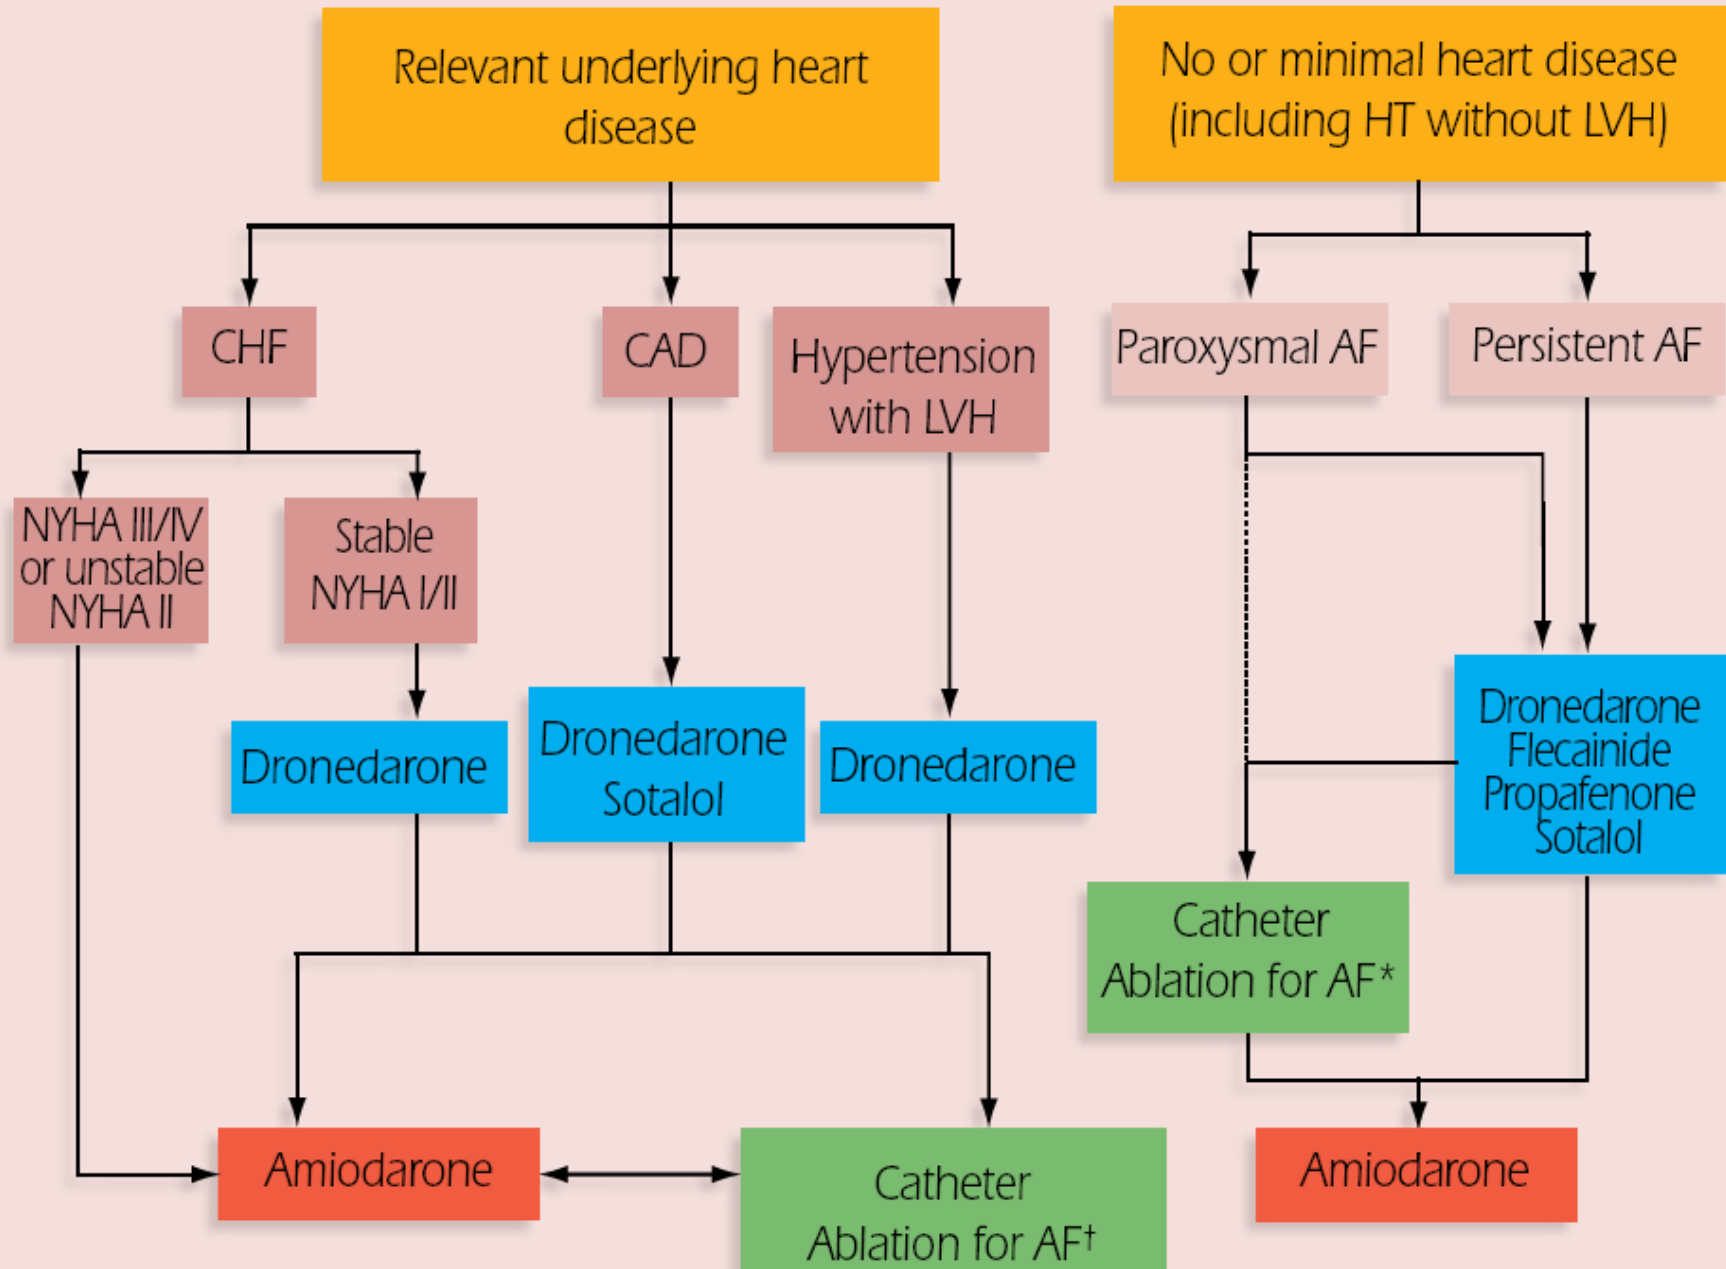 Relevant underlying heart
disease
No or minimal heart disease
(including HT without LVH)
CHF
CAD
Hypertension
with LVH
Paroxysmal AF
Persistent AF
NYHA III/IV
or unstable
NYHA II
Stable
NYHA I/II
Dronedarone
Dronedarone
Sotalol
Dronedarone
Dronedarone
Flecainide
Propafenone
Sotalol
Catheter
Ablation for AF*
Amiodarone
Catheter
Ablation for AF†
Amiodarone